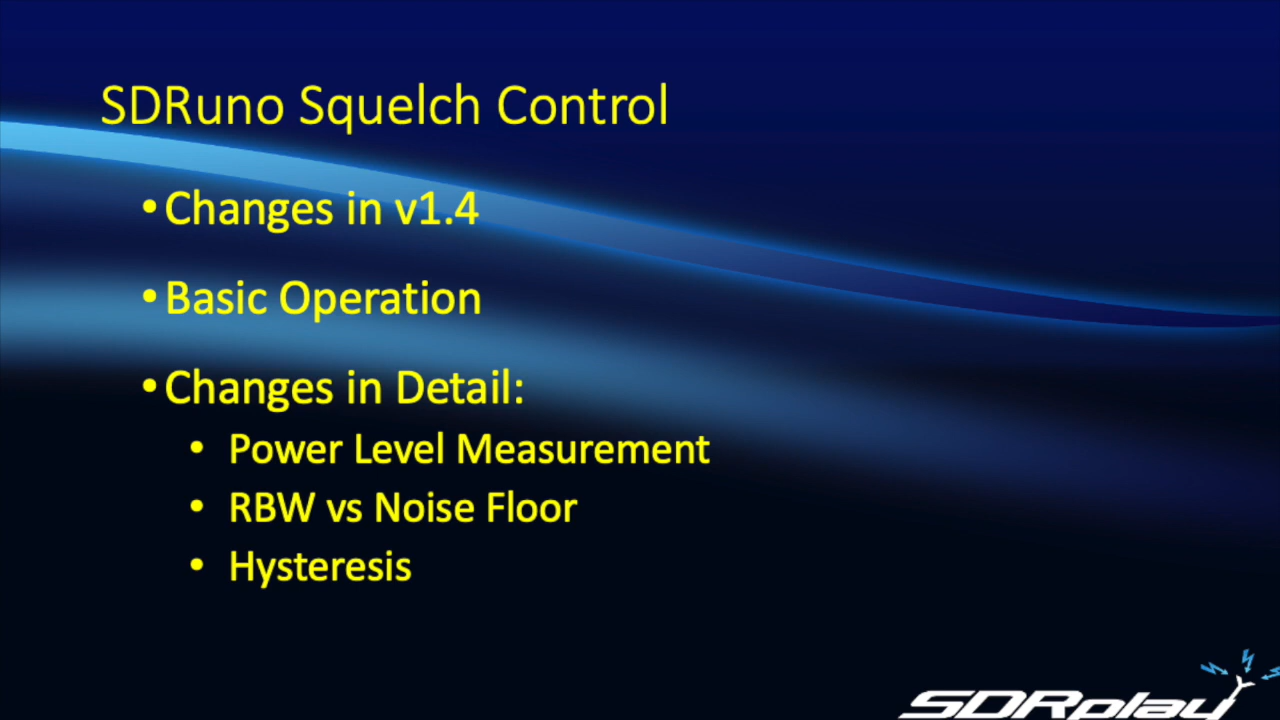 SDRuno Squelch Control
•Changes in v1.4
•Basic Operation
•Changes in Detail:
• Power Level Measurement
• RBW vs Noise Floor
• Hysteresis
SDRplay